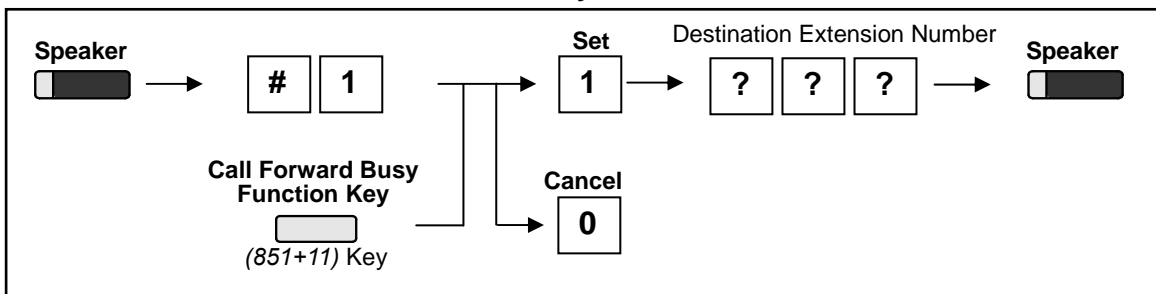 Speaker
# 1
Set
1
Destination Extension Number
? ? ?
Speaker
Call Forward Busy
Function Key
(851+11) Key
Cancel
0